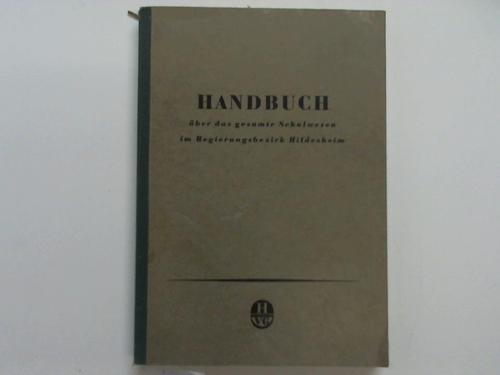 HANDBUCH
über das gesamte Schulwesen
im Regierungsbezirk Hildesheim
H